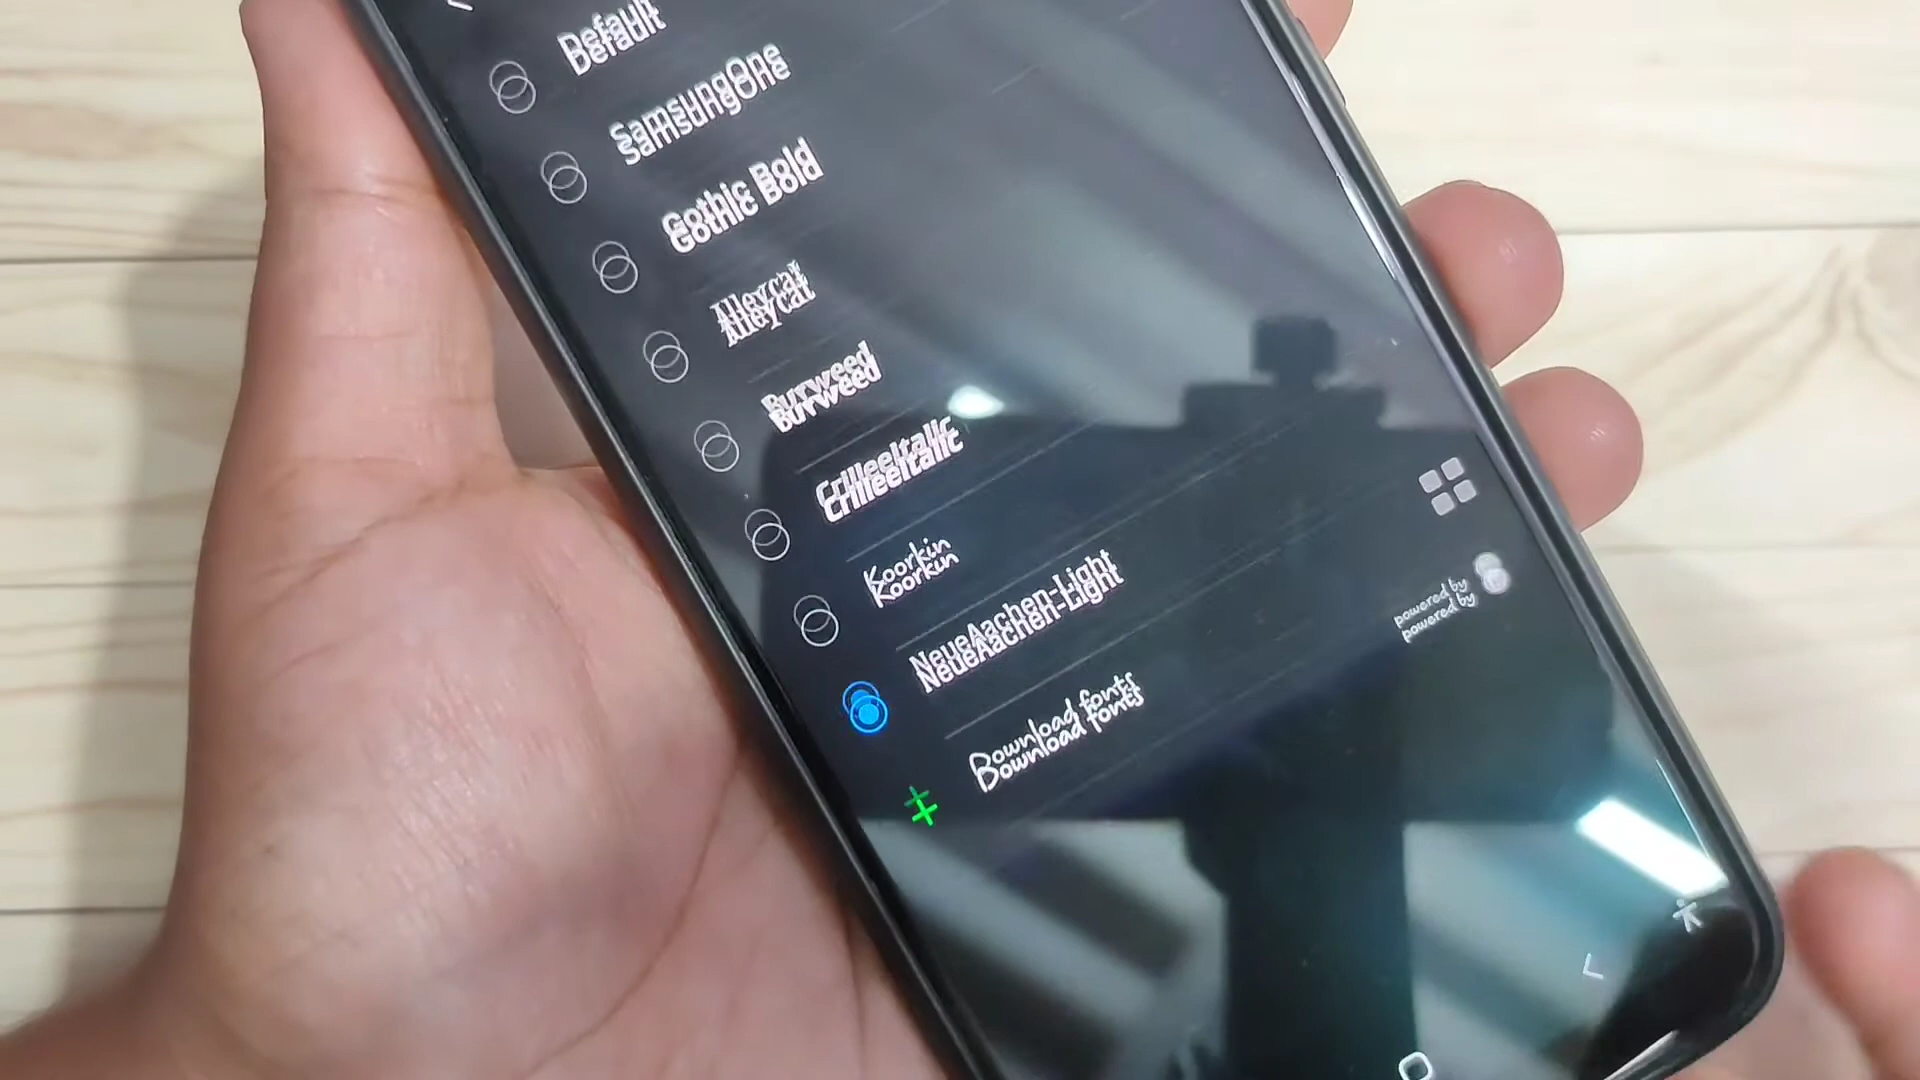 Default
SamsungOne
Gothic Bold
Alleycat
Burweed
CrilleeItalic
Koorkin
NeueAachen-Light
powered by
Download fonts